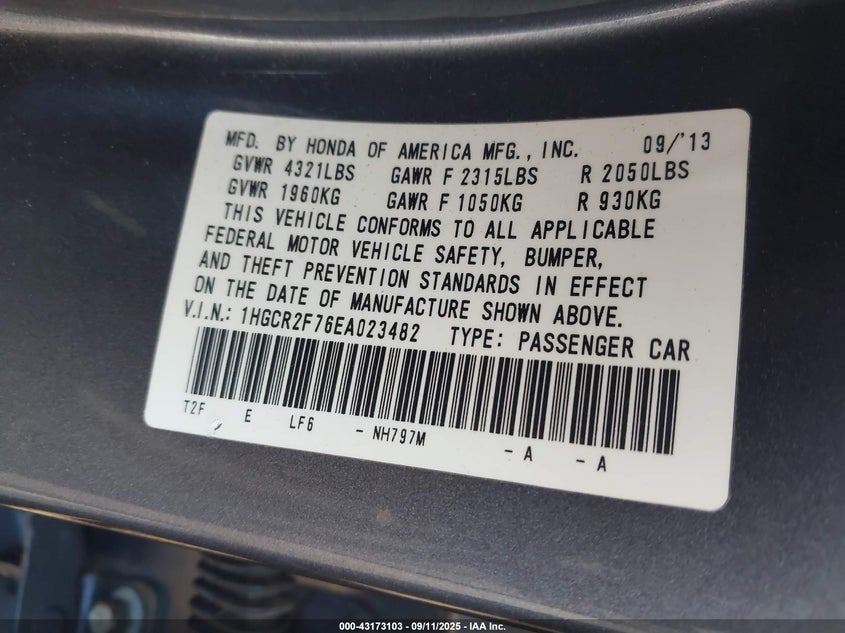 MFD. BY HONDA OF AMERICA MFG., INC. 09/'13
GVWR 4321LBS GAWR F 2315LBS R 2050LBS
GVWR 1960KG GAWR F 1050KG R 930KG
THIS VEHICLE CONFORMS TO ALL APPLICABLE
FEDERAL MOTOR VEHICLE SAFETY, BUMPER,
AND THEFT PREVENTION STANDARDS IN EFFECT
ON THE DATE OF MANUFACTURE SHOWN ABOVE.
V.I.N.: 1HGCR2F76EA023482 TYPE: PASSENGER CAR
T2F E LF6 - NH797M - A - A
000-43173103 - 09/11/2025 - IAA Inc.